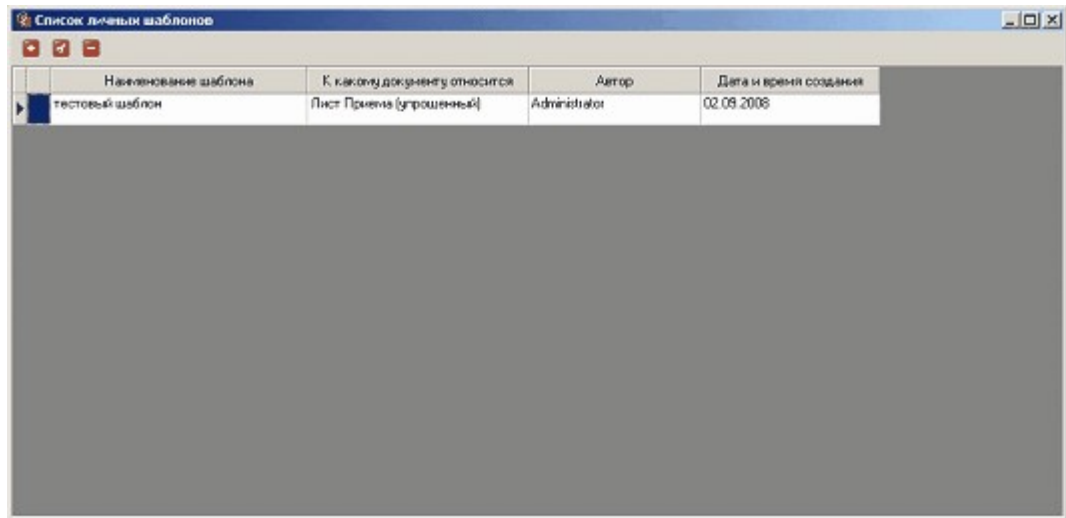 Список личных шаблонов
Наименование шаблона К какому документу относится Автор Дата и время создания
тестовый шаблон Лист Приема (упрощенный) Administrator 02.09.2008